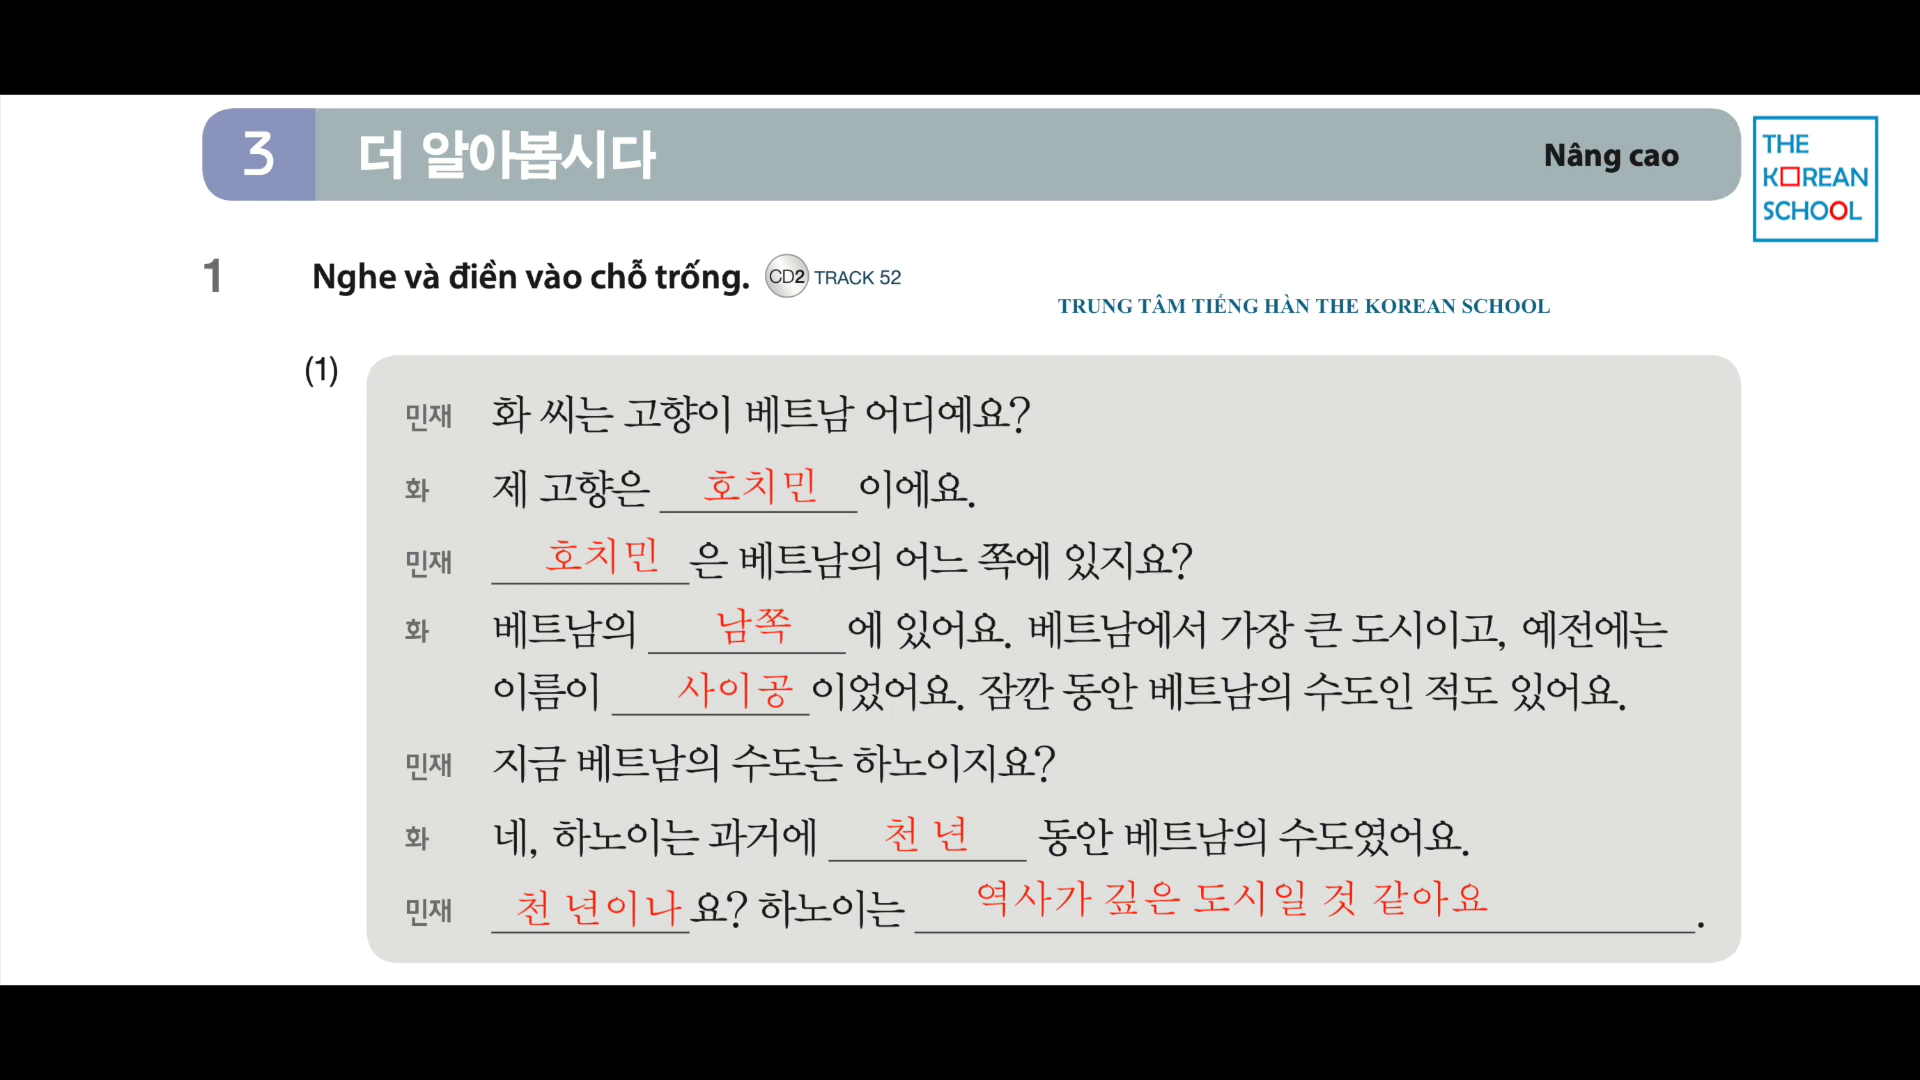 3 더 알아봅시다 Nâng cao
THE
KOREAN
SCHOOL
1 Nghe và điền vào chỗ trống. CD2 TRACK 52
TRUNG TÂM TIẾNG HÀN THE KOREAN SCHOOL
(1)
민재 화 씨는 고향이 베트남 어디예요?
화 제 고향은 호치민이에요.
민재 호치민은 베트남의 어느 쪽에 있지요?
화 베트남의 남쪽에 있어요. 베트남에서 가장 큰 도시이고, 예전에는
이름이 사이공이었어요. 잠깐 동안 베트남의 수도인 적도 있어요.
민재 지금 베트남의 수도는 하노이지요?
화 네, 하노이는 과거에 천 년 동안 베트남의 수도였어요.
민재 천 년이나요? 하노이는 역사가 깊은 도시일 것 같아요.